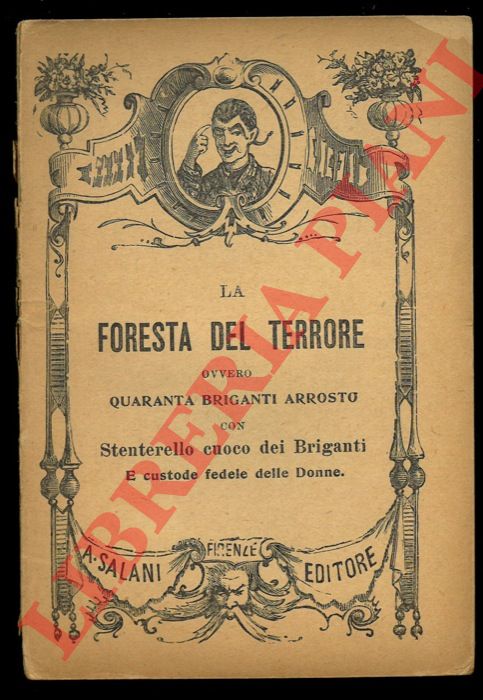 LA
FORESTA DEL TERRORE
OVVERO
QUARANTA BRIGANTI ARROSTO
CON
Stenterello cuoco dei Briganti
E custode fedele delle Donne.
FIRENZE
A. SALANI EDITORE
LIBRERIA PIANI